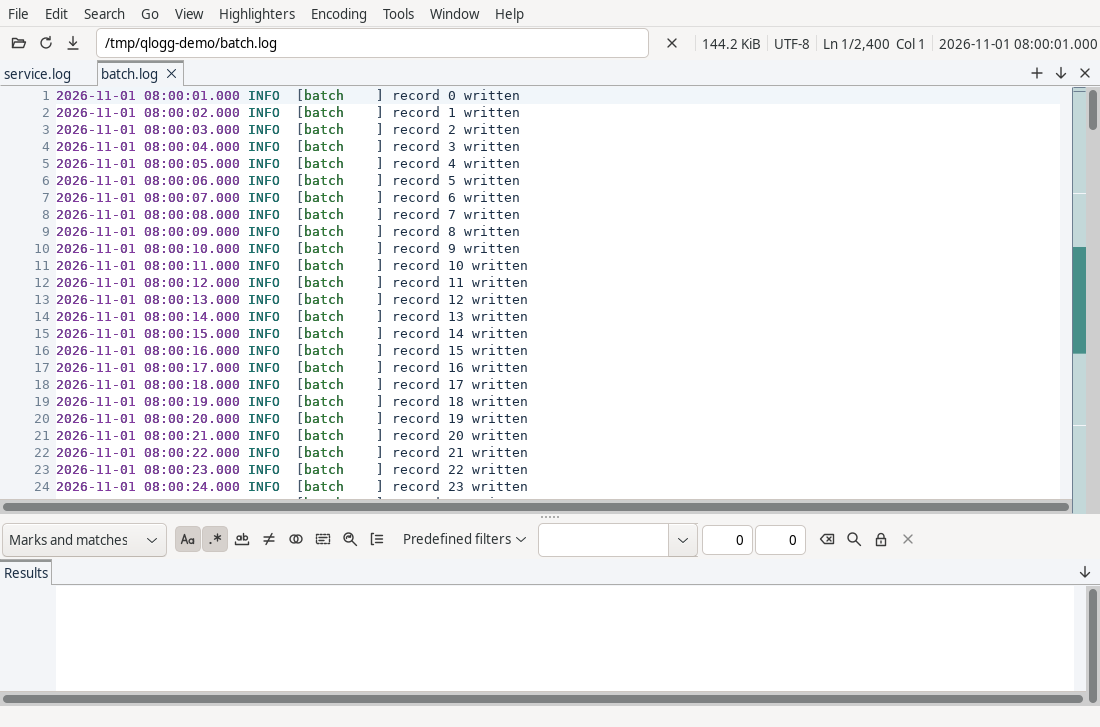 File Edit Search Go View Highlighters Encoding Tools Window Help
/tmp/qlogg-demo/batch.log 144.2 KiB UTF-8 Ln 1/2,400 Col 1 2026-11-01 08:00:01.000
service.log batch.log
1 2026-11-01 08:00:01.000 INFO [batch ] record 0 written
2 2026-11-01 08:00:02.000 INFO [batch ] record 1 written
3 2026-11-01 08:00:03.000 INFO [batch ] record 2 written
4 2026-11-01 08:00:04.000 INFO [batch ] record 3 written
5 2026-11-01 08:00:05.000 INFO [batch ] record 4 written
6 2026-11-01 08:00:06.000 INFO [batch ] record 5 written
7 2026-11-01 08:00:07.000 INFO [batch ] record 6 written
8 2026-11-01 08:00:08.000 INFO [batch ] record 7 written
9 2026-11-01 08:00:09.000 INFO [batch ] record 8 written
10 2026-11-01 08:00:10.000 INFO [batch ] record 9 written
11 2026-11-01 08:00:11.000 INFO [batch ] record 10 written
12 2026-11-01 08:00:12.000 INFO [batch ] record 11 written
13 2026-11-01 08:00:13.000 INFO [batch ] record 12 written
14 2026-11-01 08:00:14.000 INFO [batch ] record 13 written
15 2026-11-01 08:00:15.000 INFO [batch ] record 14 written
16 2026-11-01 08:00:16.000 INFO [batch ] record 15 written
17 2026-11-01 08:00:17.000 INFO [batch ] record 16 written
18 2026-11-01 08:00:18.000 INFO [batch ] record 17 written
19 2026-11-01 08:00:19.000 INFO [batch ] record 18 written
20 2026-11-01 08:00:20.000 INFO [batch ] record 19 written
21 2026-11-01 08:00:21.000 INFO [batch ] record 20 written
22 2026-11-01 08:00:22.000 INFO [batch ] record 21 written
23 2026-11-01 08:00:23.000 INFO [batch ] record 22 written
24 2026-11-01 08:00:24.000 INFO [batch ] record 23 written
Marks and matches Aa .* ab Predefined filters 0 0
Results